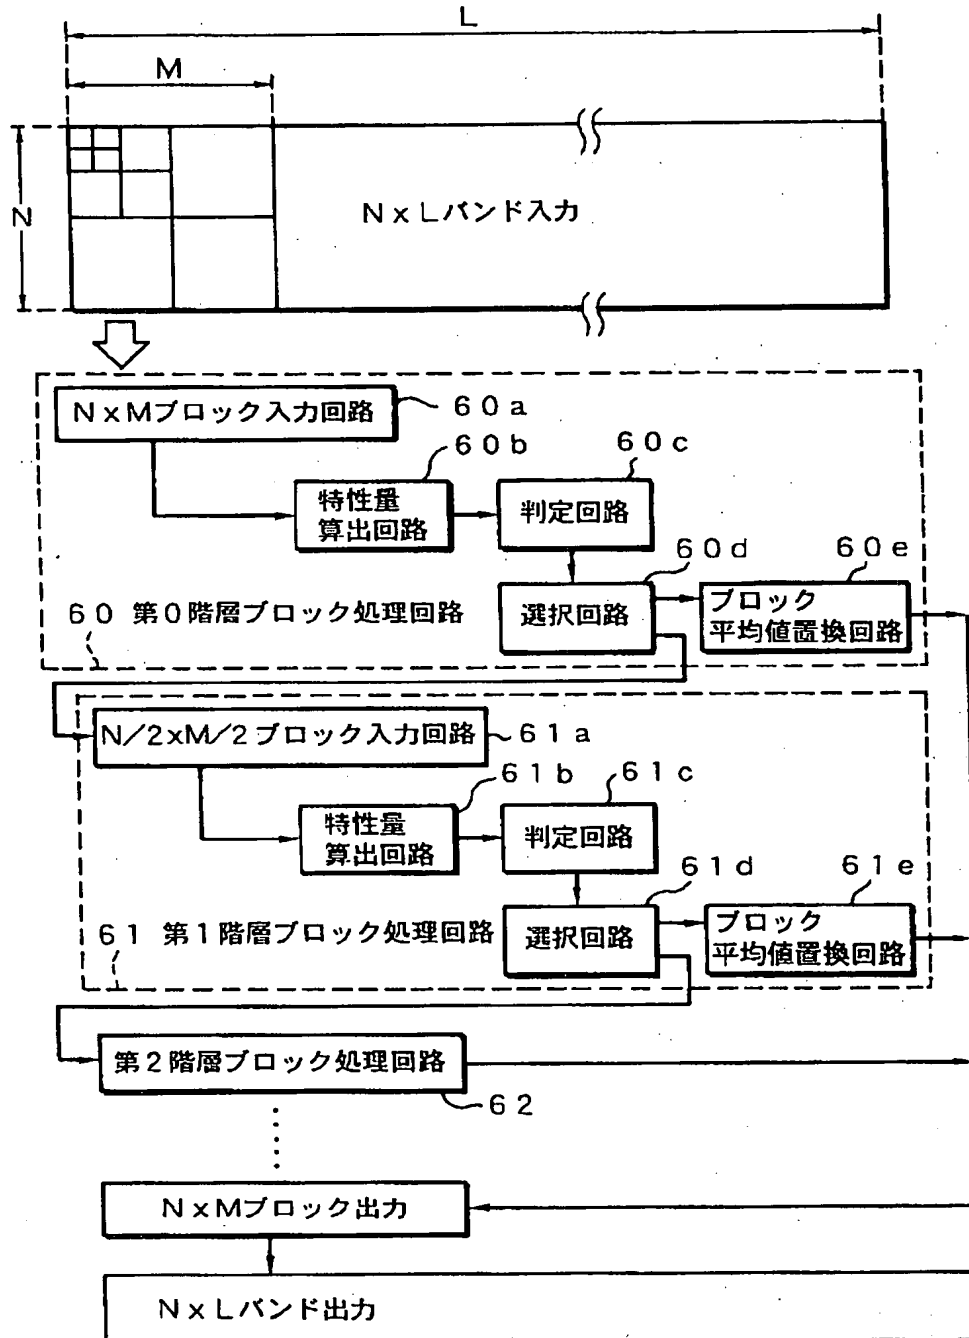 L
M
N
N×Lバンド入力
N×Mブロック入力回路
60a
60b
60c
特性量
算出回路
判定回路
60d
60e
選択回路
ブロック
平均値置換回路
60 第0階層ブロック処理回路
N/2×M/2ブロック入力回路
61a
61b
61c
特性量
算出回路
判定回路
61d
61e
選択回路
ブロック
平均値置換回路
61 第1階層ブロック処理回路
第2階層ブロック処理回路
62
N×Mブロック出力
N×Lバンド出力